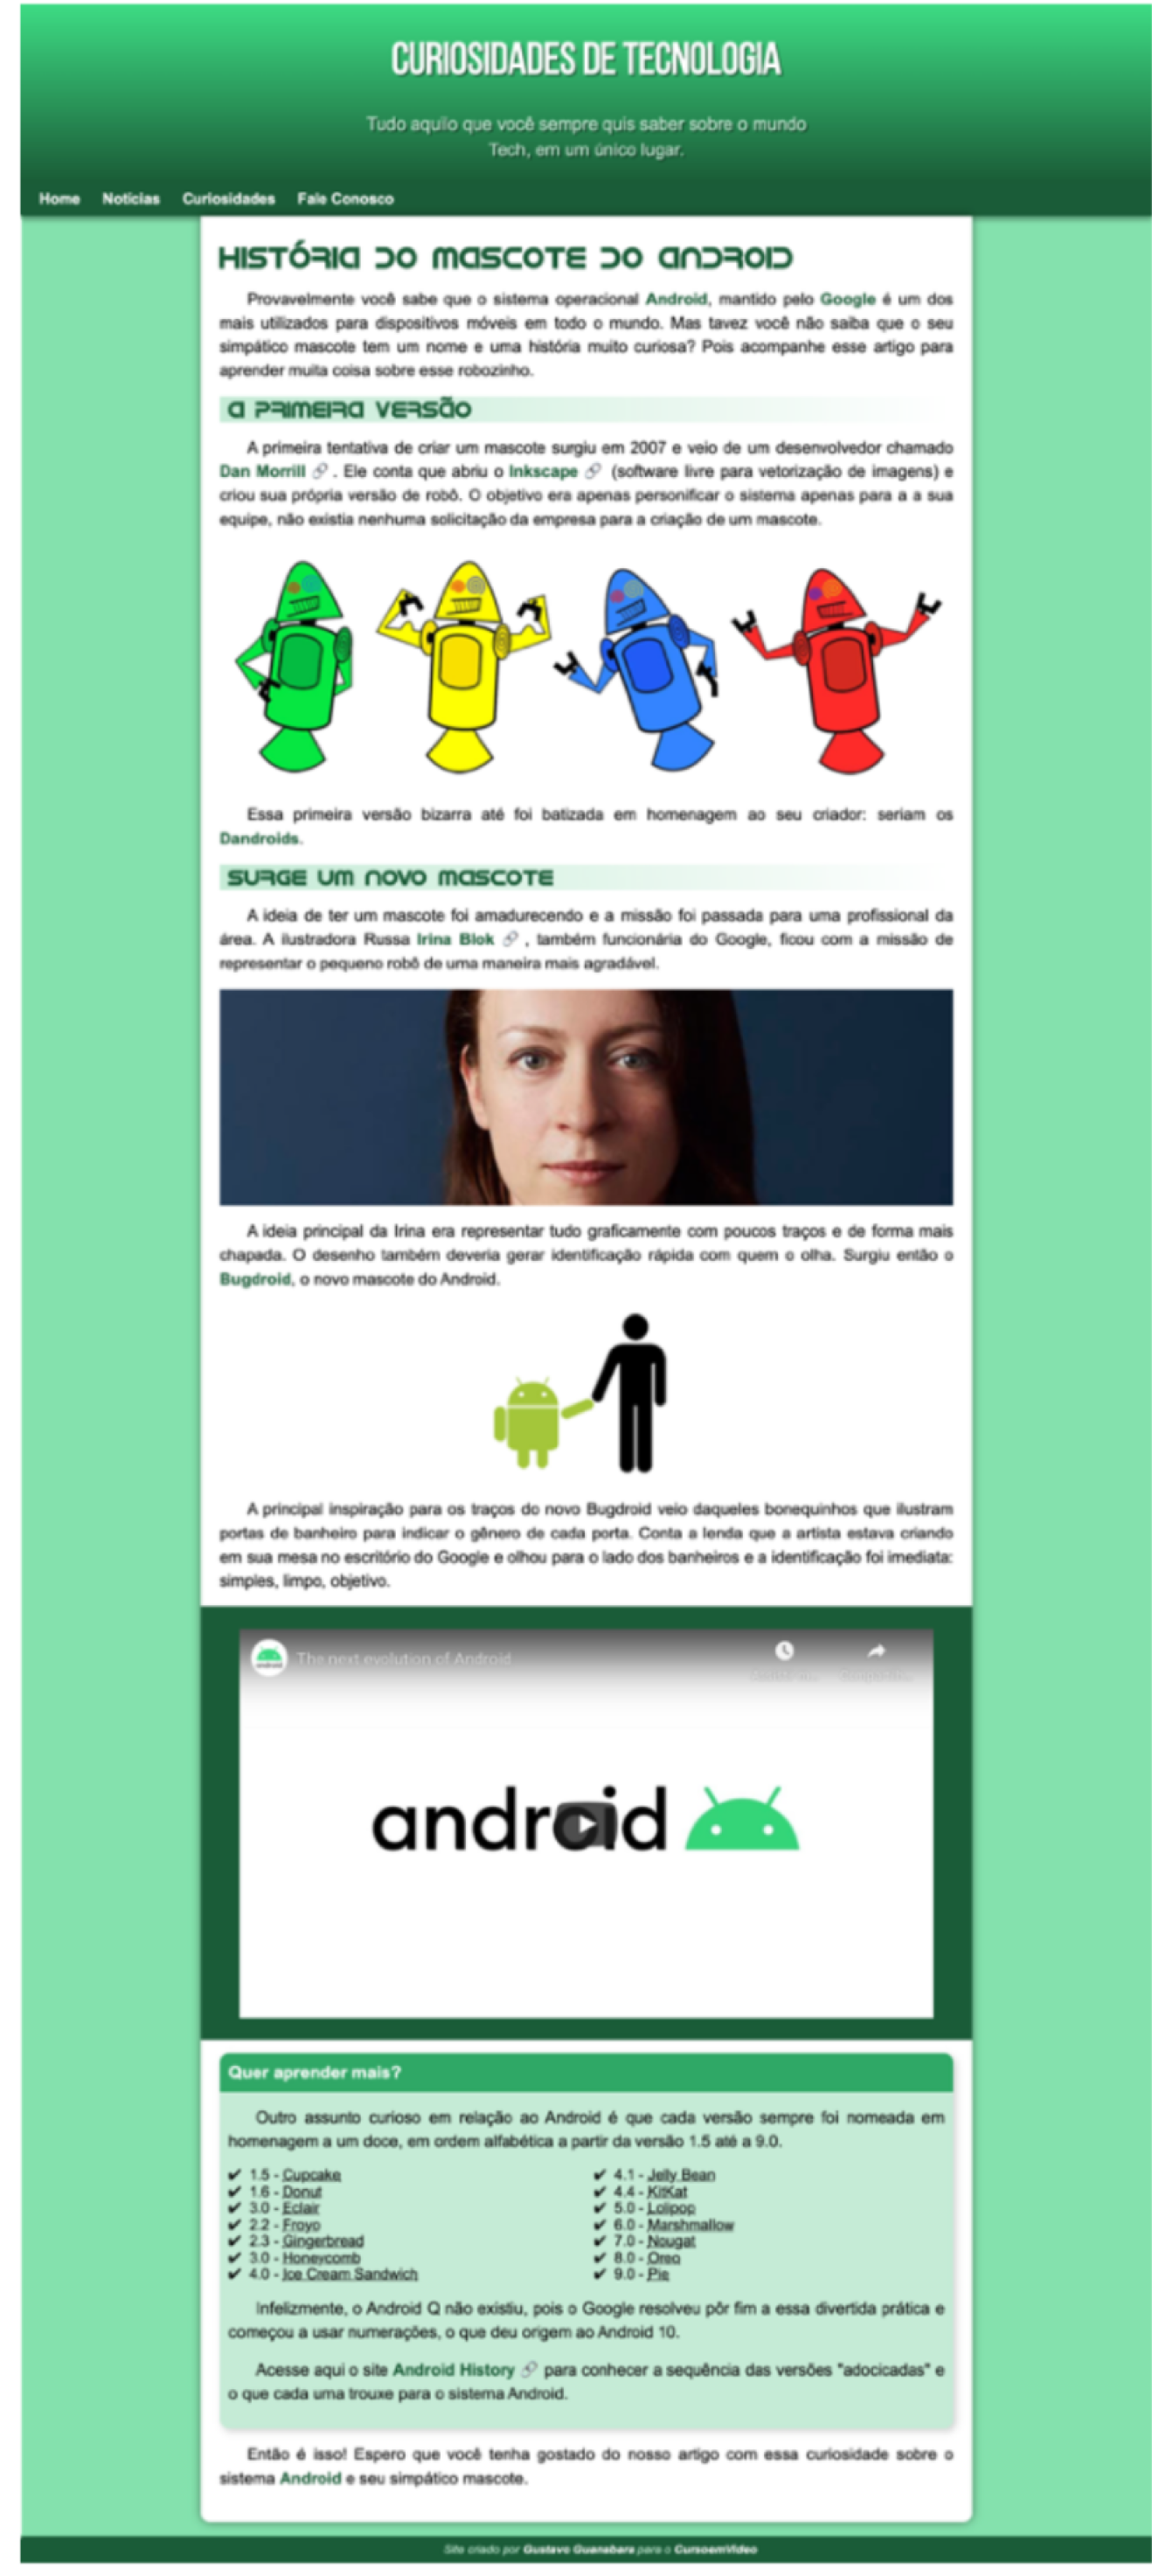 CURIOSIDADES DE TECNOLOGIA
Tudo aquilo que você sempre quis saber sobre o mundo
Tech, em um único lugar.
Home Notícias Curiosidades Fale Conosco
HISTÓRIA DO MASCOTE DO ANDROID
Provavelmente você sabe que o sistema operacional Android, mantido pelo Google é um dos
mais utilizados para dispositivos móveis em todo o mundo. Mas tavez você não saiba que o seu
simpático mascote tem um nome e uma história muito curiosa? Pois acompanhe esse artigo para
aprender muita coisa sobre esse robozinho.
A PRIMEIRA VERSÃO
A primeira tentativa de criar um mascote surgiu em 2007 e veio de um desenvolvedor chamado
Dan Morrill 🔗 . Ele conta que abriu o Inkscape 🔗 (software livre para vetorização de imagens) e
criou sua própria versão de robô. O objetivo era apenas personificar o sistema apenas para a a sua
equipe, não existia nenhuma solicitação da empresa para a criação de um mascote.
Essa primeira versão bizarra até foi batizada em homenagem ao seu criador: seriam os
Dandroids.
SURGE UM NOVO MASCOTE
A ideia de ter um mascote foi amadurecendo e a missão foi passada para uma profissional da
área. A ilustradora Russa Irina Blok 🔗 , também funcionária do Google, ficou com a missão de
representar o pequeno robô de uma maneira mais agradável.
A ideia principal da Irina era representar tudo graficamente com poucos traços e de forma mais
chapada. O desenho também deveria gerar identificação rápida com quem o olha. Surgiu então o
Bugdroid, o novo mascote do Android.
A principal inspiração para os traços do novo Bugdroid veio daqueles bonequinhos que ilustram
portas de banheiro para indicar o gênero de cada porta. Conta a lenda que a artista estava criando
em sua mesa no escritório do Google e olhou para o lado dos banheiros e a identificação foi imediata:
simples, limpo, objetivo.
android The next evolution of Android
android
Quer aprender mais?
Outro assunto curioso em relação ao Android é que cada versão sempre foi nomeada em
homenagem a um doce, em ordem alfabética a partir da versão 1.5 até a 9.0.
✔ 1.5 - Cupcake
✔ 1.6 - Donut
✔ 3.0 - Eclair
✔ 2.2 - Froyo
✔ 2.3 - Gingerbread
✔ 3.0 - Honeycomb
✔ 4.0 - Ice Cream Sandwich
✔ 4.1 - Jelly Bean
✔ 4.4 - KitKat
✔ 5.0 - Lolipop
✔ 6.0 - Marshmallow
✔ 7.0 - Nougat
✔ 8.0 - Oreo
✔ 9.0 - Pie
Infelizmente, o Android Q não existiu, pois o Google resolveu pôr fim a essa divertida prática e
começou a usar numerações, o que deu origem ao Android 10.
Acesse aqui o site Android History 🔗 para conhecer a sequência das versões "adocicadas" e
o que cada uma trouxe para o sistema Android.
Então é isso! Espero que você tenha gostado do nosso artigo com essa curiosidade sobre o
sistema Android e seu simpático mascote.
Site criado por Gustavo Guanabara para o CursoemVideo